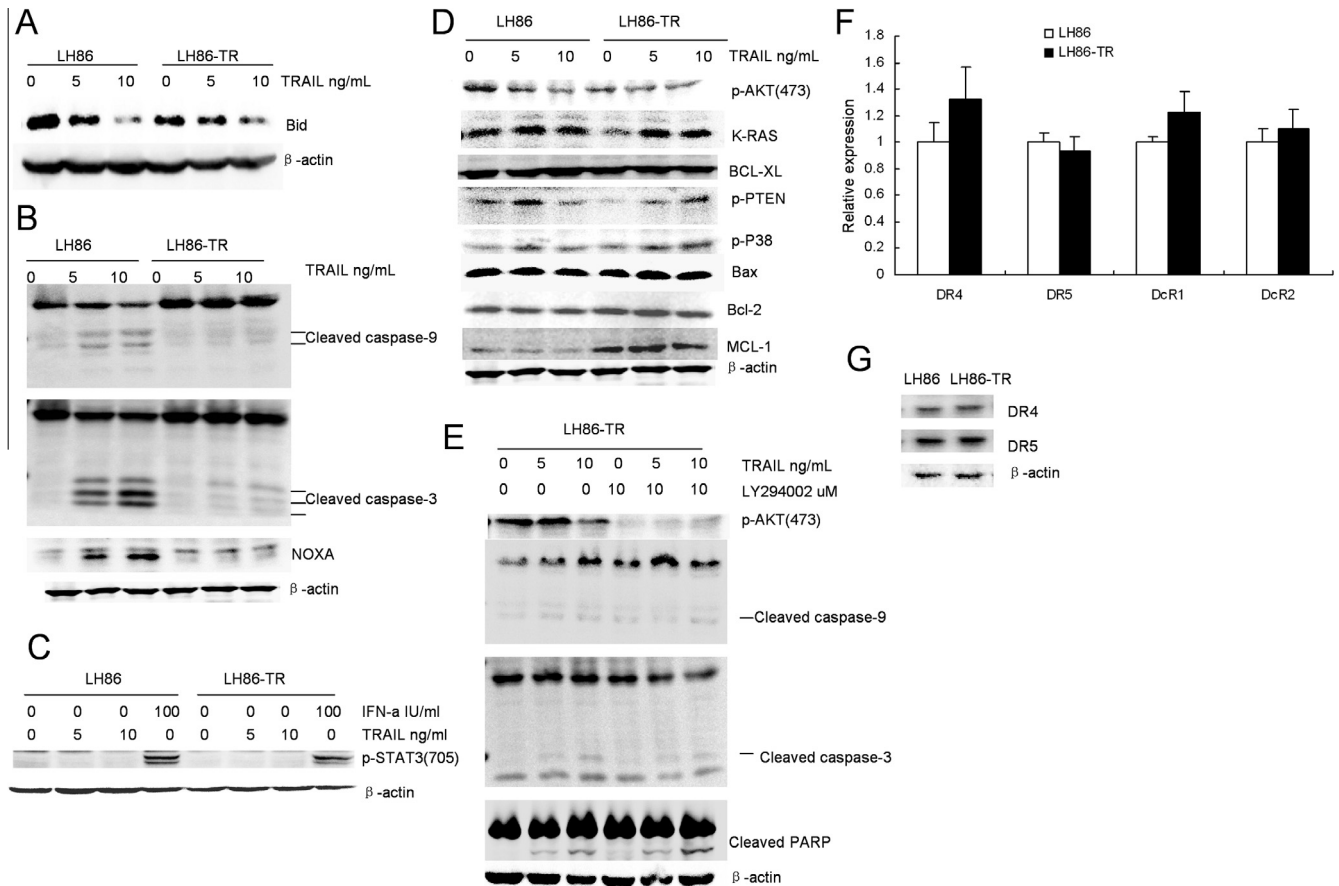 A
LH86 LH86-TR
0 5 10 0 5 10 TRAIL ng/mL
Bid
β-actin
B
LH86 LH86-TR
0 5 10 0 5 10 TRAIL ng/mL
Cleaved caspase-9
Cleaved caspase-3
NOXA
β-actin
C
LH86 LH86-TR
0 0 0 100 0 0 0 100 IFN-a IU/ml
0 5 10 0 0 5 10 0 TRAIL ng/ml
p-STAT3(705)
β-actin
D
LH86 LH86-TR
0 5 10 0 5 10 TRAIL ng/mL
p-AKT(473)
K-RAS
BCL-XL
p-PTEN
p-P38
Bax
Bcl-2
MCL-1
β-actin
E
LH86-TR
0 5 10 0 5 10 TRAIL ng/mL
0 0 0 10 10 10 LY294002 uM
p-AKT(473)
Cleaved caspase-9
Cleaved caspase-3
Cleaved PARP
β-actin
F
LH86
LH86-TR
Relative expression
1.8
1.6
1.4
1.2
1
0.8
0.6
0.4
0.2
0
DR4 DR5 DcR1 DcR2
G
LH86 LH86-TR
DR4
DR5
β-actin